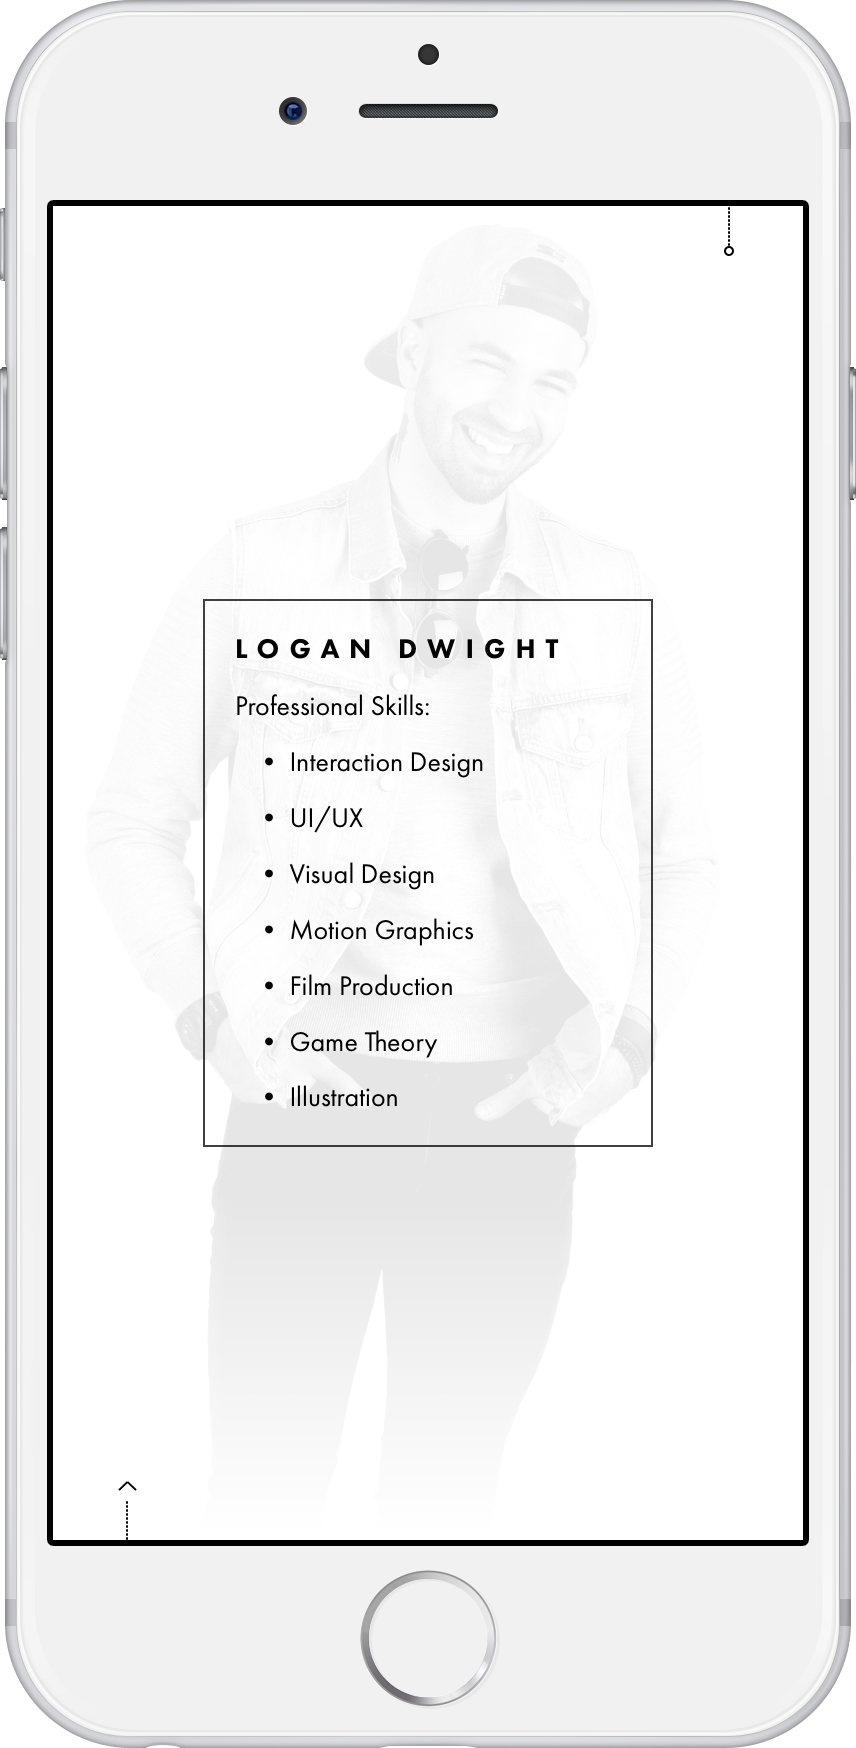 LOGAN DWIGHT
Professional Skills:
• Interaction Design
• UI/UX
• Visual Design
• Motion Graphics
• Film Production
• Game Theory
• Illustration